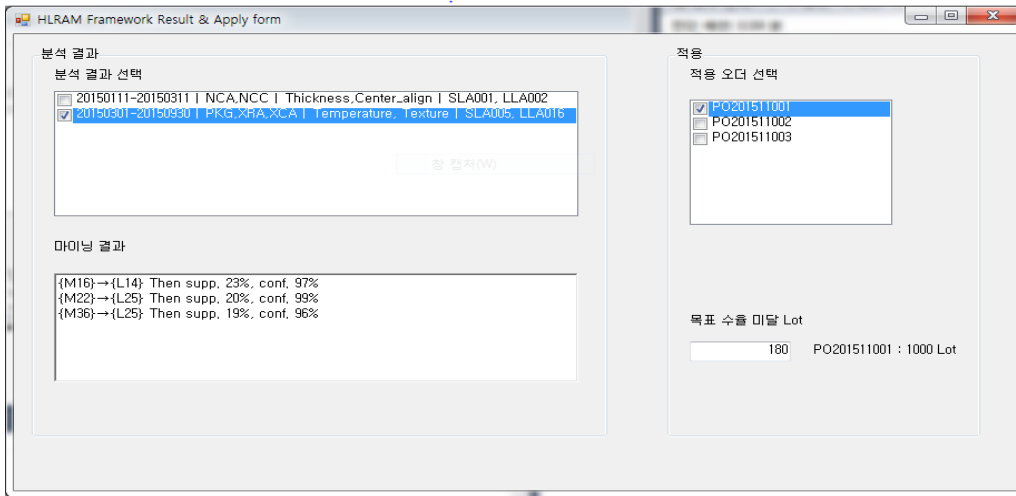 HLRAM Framework Result & Apply form
분석 결과
분석 결과 선택
20150111-20150311 | NCA,NCC | Thickness,Center_align | SLA001, LLA002
20150301-20150930 | PKG,XRA,XCA | Temperature, Texture | SLA005, LLA016
창 캡처(W)
마이닝 결과
{M16}→{L14} Then supp, 23%, conf, 97%
{M22}→{L25} Then supp, 20%, conf, 99%
{M36}→{L25} Then supp, 19%, conf, 96%
적용
적용 오더 선택
PO201511001
PO201511002
PO201511003
목표 수율 미달 Lot
180 PO201511001 : 1000 Lot